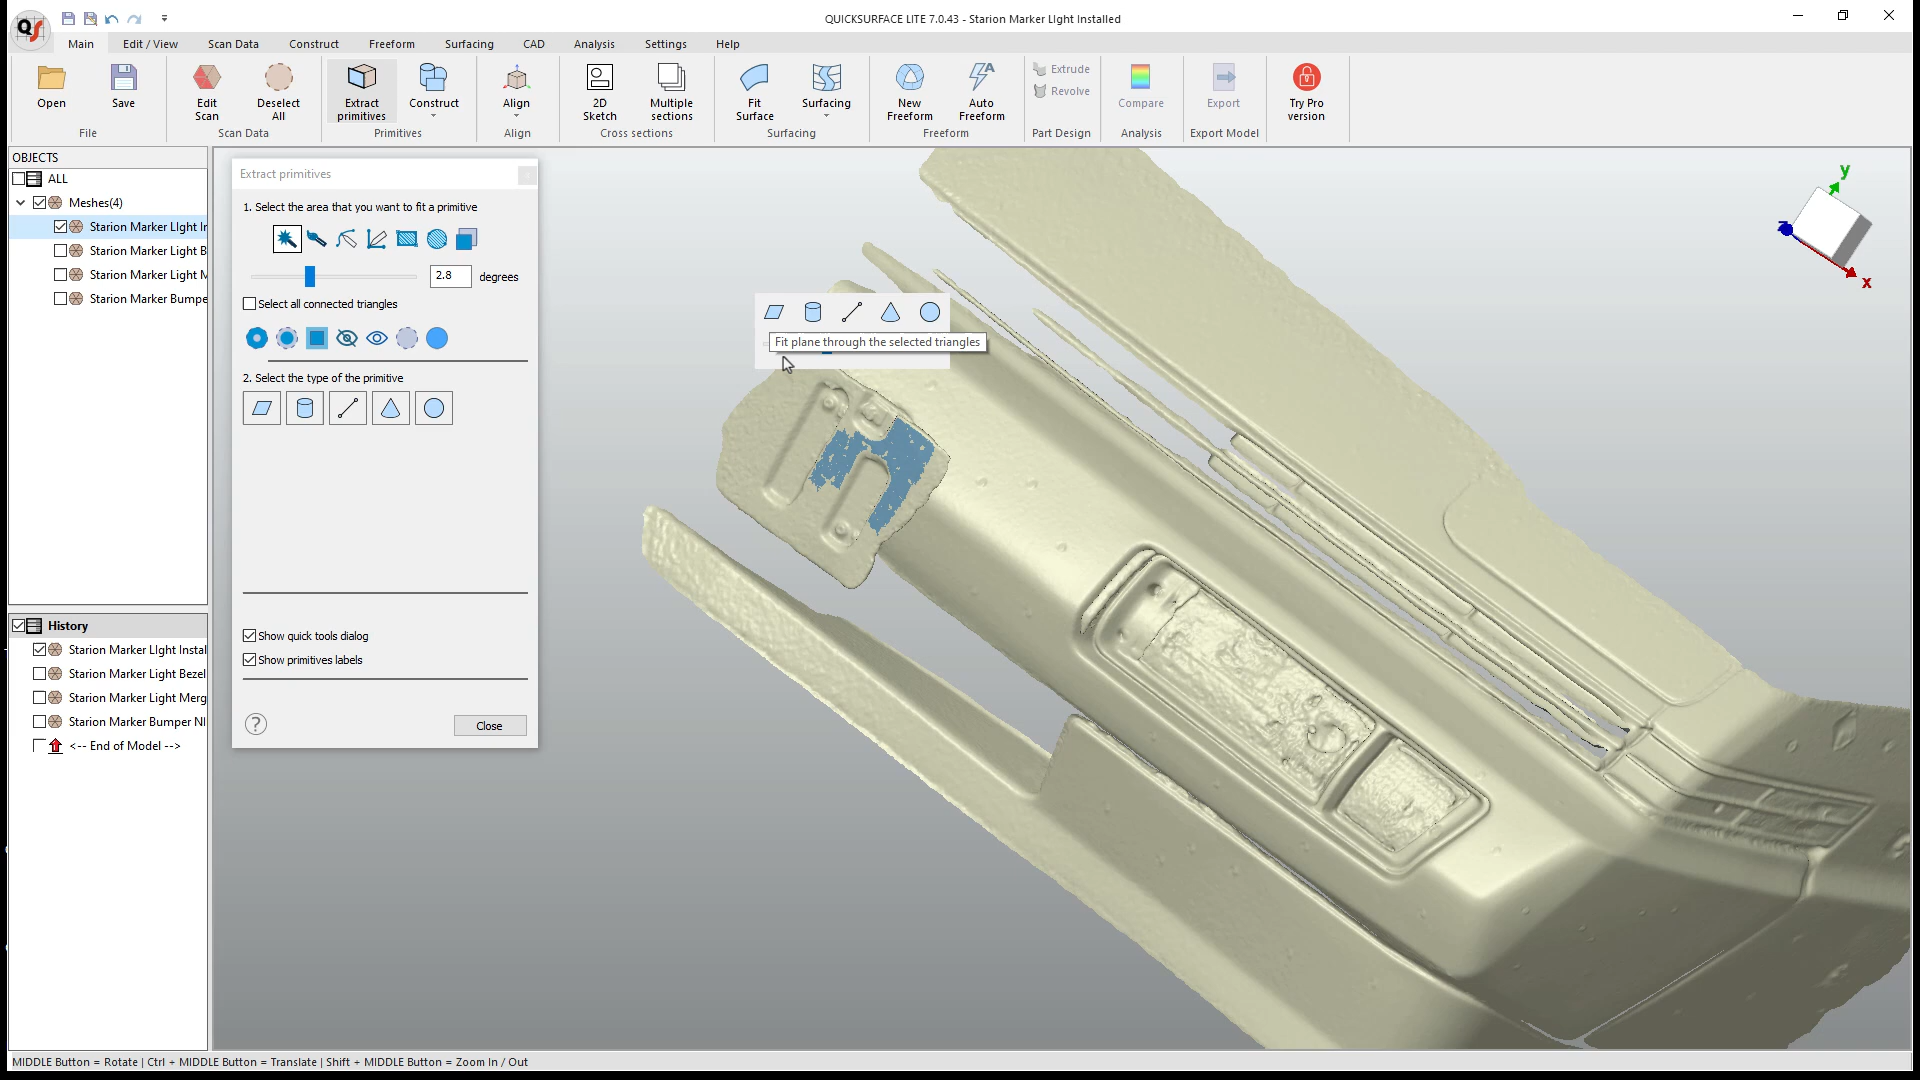 QUICKSURFACE LITE 7.0.43 - Starion Marker LIght Installed
QS
Main Edit / View Scan Data Construct Freeform Surfacing CAD Analysis Settings Help
Open Save Edit Scan Deselect All Extract primitives Construct Align 2D Sketch Multiple sections Fit Surface Surfacing New Freeform Auto Freeform Extrude Revolve Compare Export Try Pro version
File Scan Data Primitives Align Cross sections Surfacing Freeform Part Design Analysis Export Model
OBJECTS
ALL
Meshes(4)
Starion Marker LIght Ir
Starion Marker Light B
Starion Marker Light M
Starion Marker Bumpe
History
Starion Marker LIght Instal
Starion Marker Light Bezel
Starion Marker Light Merg
Starion Marker Bumper NI
<-- End of Model -->
Extract primitives
1. Select the area that you want to fit a primitive
2.8 degrees
Select all connected triangles
2. Select the type of the primitive
Show quick tools dialog
Show primitives labels
? Close
Fit plane through the selected triangles
y
z
x
MIDDLE Button = Rotate | Ctrl + MIDDLE Button = Translate | Shift + MIDDLE Button = Zoom In / Out